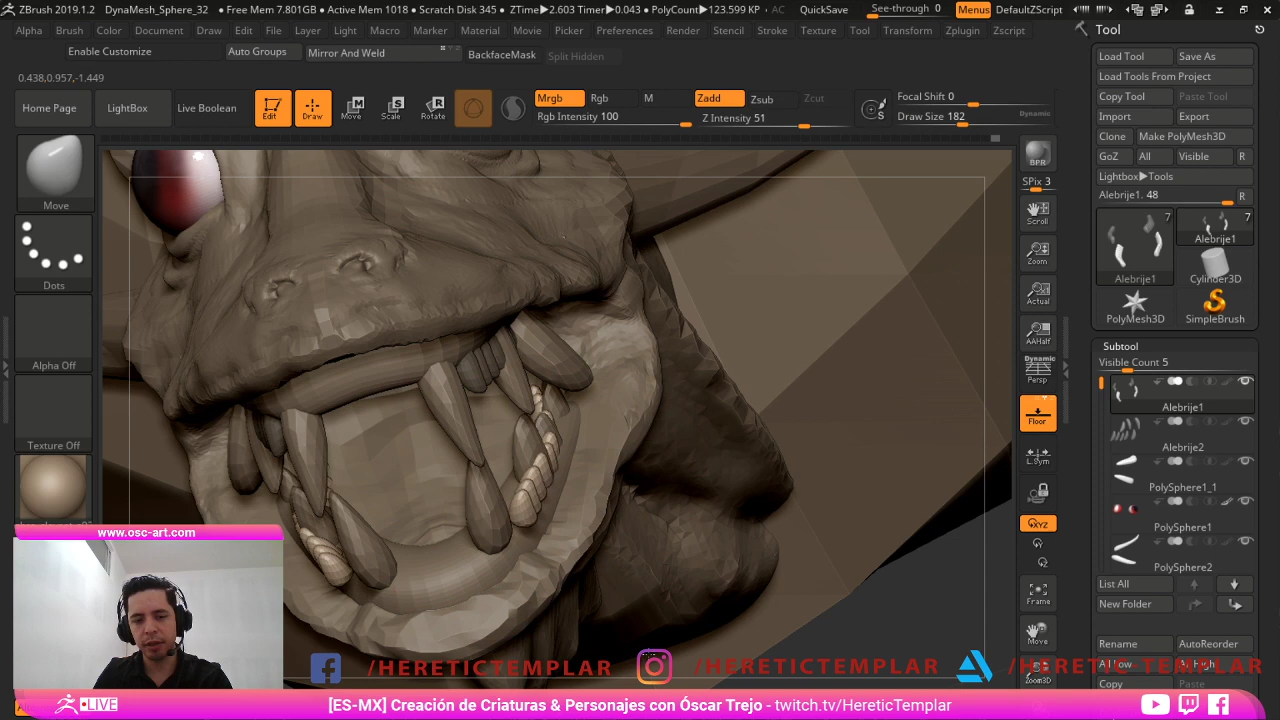 ZBrush 2019.1.2 DynaMesh_Sphere_32 • Free Mem 7.801GB • Active Mem 1018 • Scratch Disk 345 • ZTime▶2.603 Timer▶0.043 • PolyCount▶123.599 KP • AC QuickSave See-through 0 Menus DefaultZScript
Alpha Brush Color Document Draw Edit File Layer Light Macro Marker Material Movie Picker Preferences Render Stencil Stroke Texture Tool Transform Zplugin Zscript
Enable Customize Auto Groups Mirror And Weld BackfaceMask Split Hidden
0.438,0.957,-1.449
Home Page LightBox Live Boolean Edit Draw Move Scale Rotate
Mrgb Rgb M Zadd Zsub Zcut
Rgb Intensity 100 Z Intensity 51
Focal Shift 0
Draw Size 182 Dynamic
Move
Dots
Alpha Off
Texture Off
BPR
SPix 3
Scroll
Zoom
Actual
AAHalf
Dynamic
Persp
Floor
L.Sym
XYZ
Frame
Move
Zoom3D
Tool
Load Tool Save As
Load Tools From Project
Copy Tool Paste Tool
Import Export
Clone Make PolyMesh3D
GoZ All Visible R
Lightbox▶Tools
Alebrije1. 48 R
7 7
Alebrije1 Alebrije1
Cylinder3D
PolyMesh3D SimpleBrush
Subtool
Visible Count 5
Alebrije1
Alebrije2
PolySphere1_1
PolySphere1
PolySphere2
List All
New Folder
Rename AutoReorder
Copy Paste
www.osc-art.com
/HERETICTEMPLAR /HERETICTEMPLAR /HERETIC-TEMPLAR
LIVE [ES-MX] Creación de Criaturas & Personajes con Óscar Trejo - twitch.tv/HereticTemplar